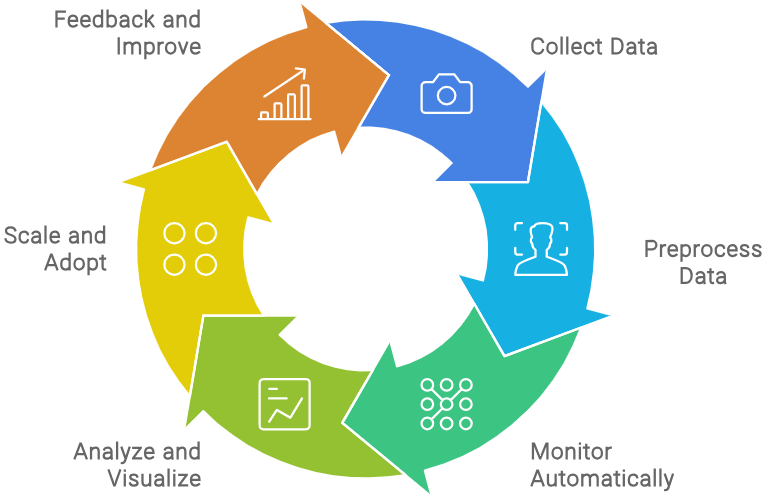 Feedback and
Improve
Collect Data
Preprocess
Data
Monitor
Automatically
Analyze and
Visualize
Scale and
Adopt